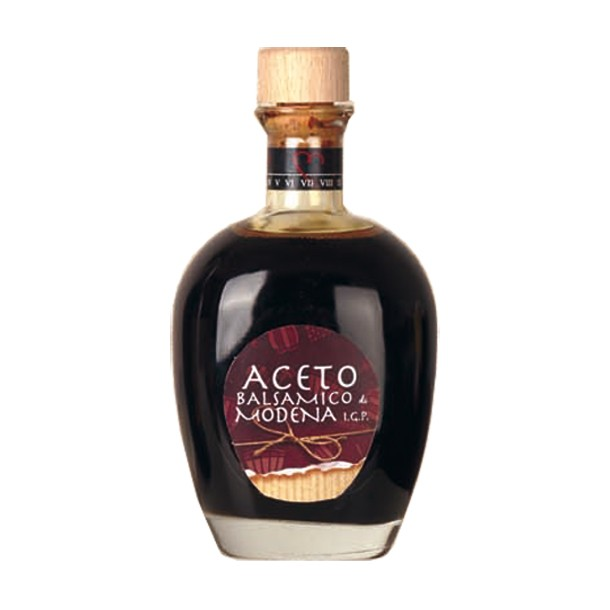 V VI VII VIII
ACETO
BALSAMICO di
MODENA I.G.P.